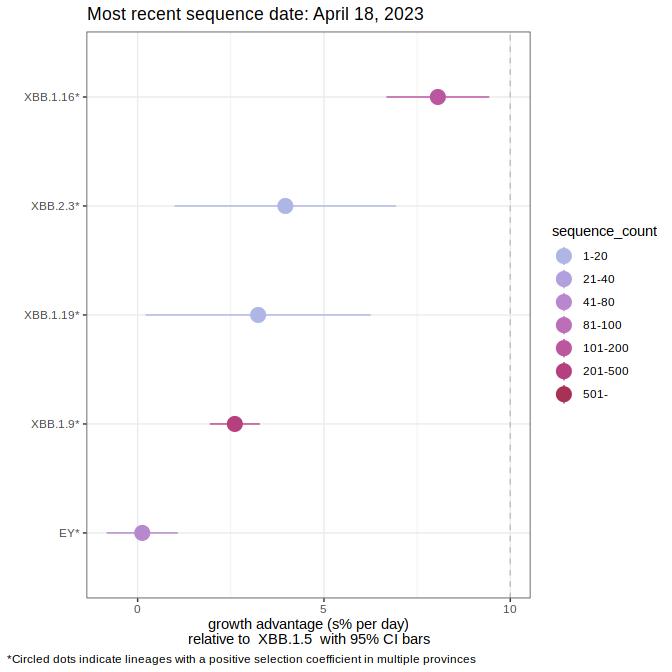 Most recent sequence date: April 18, 2023
XBB.1.16*
XBB.2.3*
XBB.1.19*
XBB.1.9*
EY*
0
5
10
growth advantage (s% per day)
relative to  XBB.1.5  with 95% CI bars
sequence_count
1-20
21-40
41-80
81-100
101-200
201-500
501-
*Circled dots indicate lineages with a positive selection coefficient in multiple provinces